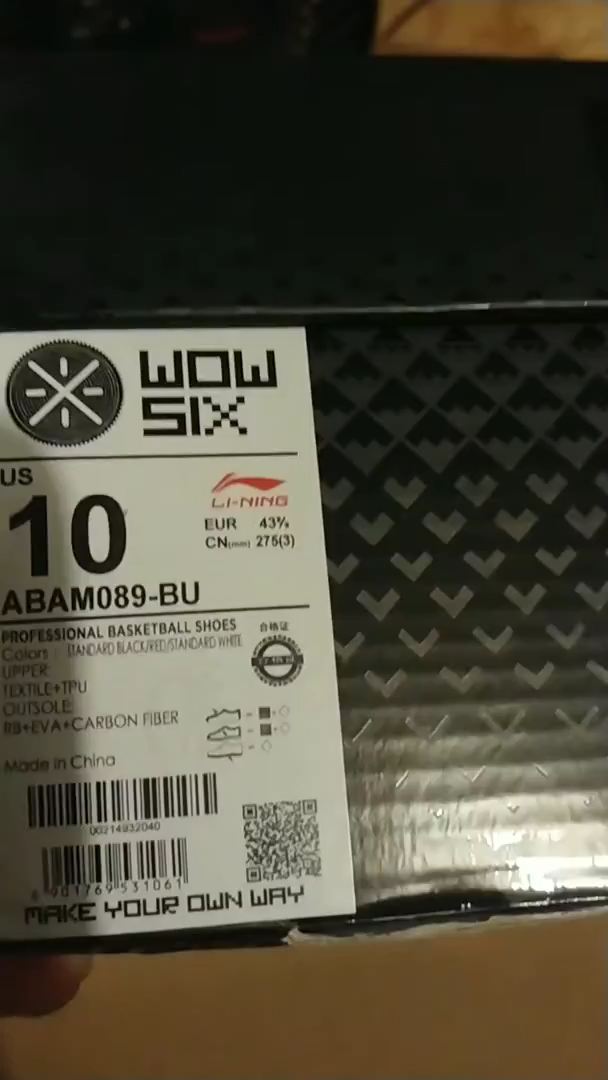 WOW
SIX
US
10
LI-NING
EUR 43⅓
CN(mm) 275(3)
ABAM089-BU
PROFESSIONAL BASKETBALL SHOES
合格证
Colors : STANDARD BLACK/RED/STANDARD WHITE
UPPER:
TEXTILE+TPU
OUTSOLE:
RB+EVA+CARBON FIBER
Made in China
00214932040
6 901769 531061
MAKE YOUR OWN WAY